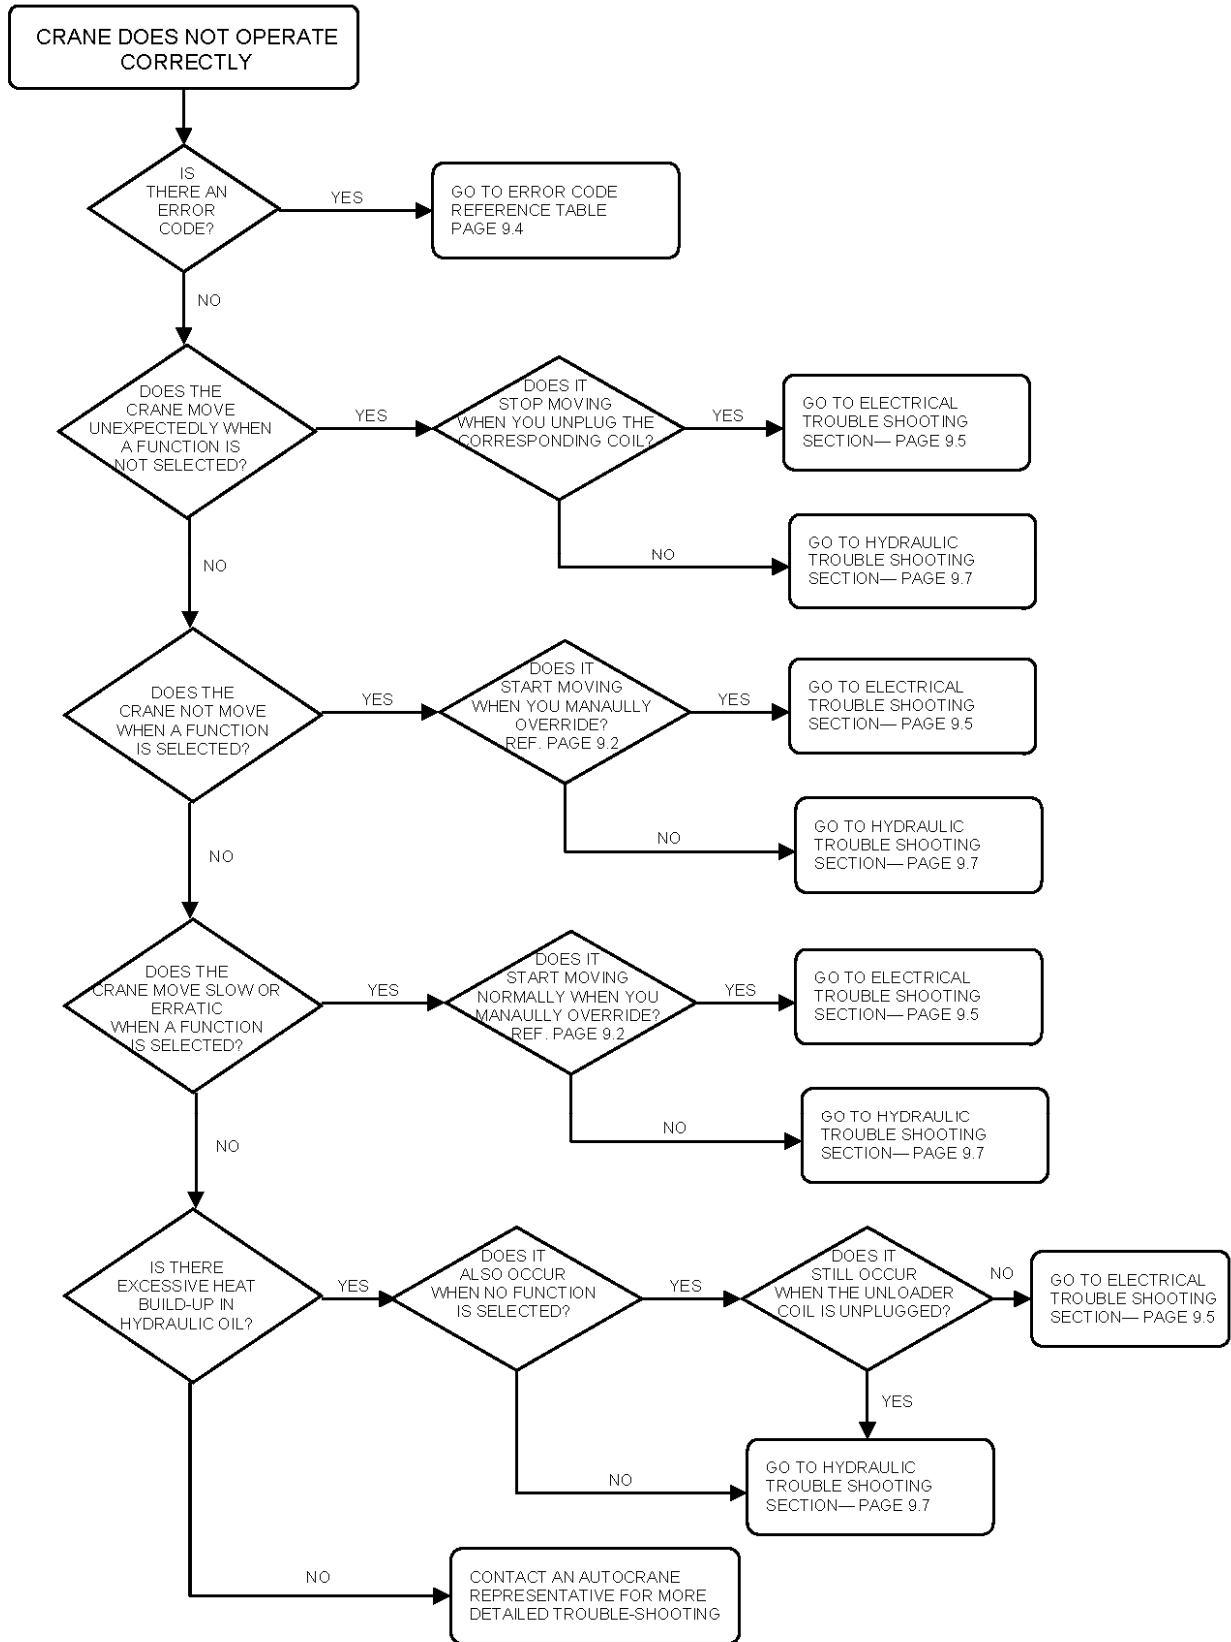 CRANE DOES NOT OPERATE
CORRECTLY
IS
THERE AN
ERROR
CODE?
YES
GO TO ERROR CODE
REFERENCE TABLE
PAGE 9.4
NO
DOES THE
CRANE MOVE
UNEXPECTEDLY WHEN
A FUNCTION IS
NOT SELECTED?
YES
DOES IT
STOP MOVING
WHEN YOU UNPLUG THE
CORRESPONDING COIL?
YES
GO TO ELECTRICAL
TROUBLE SHOOTING
SECTION— PAGE 9.5
NO
GO TO HYDRAULIC
TROUBLE SHOOTING
SECTION— PAGE 9.7
NO
DOES THE
CRANE NOT MOVE
WHEN A FUNCTION
IS SELECTED?
YES
DOES IT
START MOVING
WHEN YOU MANAULLY
OVERRIDE?
REF. PAGE 9.2
YES
GO TO ELECTRICAL
TROUBLE SHOOTING
SECTION— PAGE 9.5
NO
GO TO HYDRAULIC
TROUBLE SHOOTING
SECTION— PAGE 9.7
NO
DOES THE
CRANE MOVE SLOW OR
ERRATIC
WHEN A FUNCTION
IS SELECTED?
YES
DOES IT
START MOVING
NORMALLY WHEN YOU
MANAULLY OVERRIDE?
REF. PAGE 9.2
YES
GO TO ELECTRICAL
TROUBLE SHOOTING
SECTION— PAGE 9.5
NO
GO TO HYDRAULIC
TROUBLE SHOOTING
SECTION— PAGE 9.7
NO
IS THERE
EXCESSIVE HEAT
BUILD-UP IN
HYDRAULIC OIL?
YES
DOES IT
ALSO OCCUR
WHEN NO FUNCTION
IS SELECTED?
YES
DOES IT
STILL OCCUR
WHEN THE UNLOADER
COIL IS UNPLUGGED?
NO
GO TO ELECTRICAL
TROUBLE SHOOTING
SECTION— PAGE 9.5
YES
NO
GO TO HYDRAULIC
TROUBLE SHOOTING
SECTION— PAGE 9.7
NO
CONTACT AN AUTOCRANE
REPRESENTATIVE FOR MORE
DETAILED TROUBLE-SHOOTING